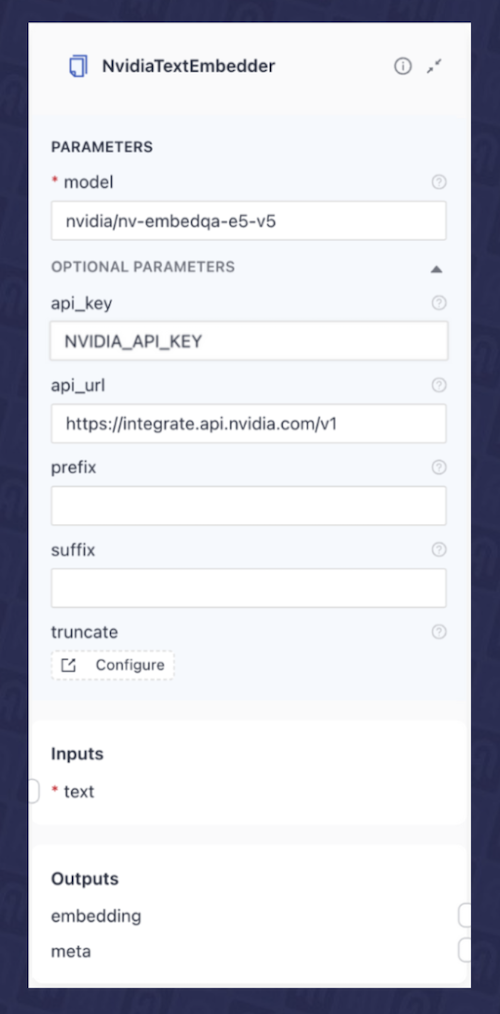 NvidiaTextEmbedder
PARAMETERS
* model
nvidia/nv-embedqa-e5-v5
OPTIONAL PARAMETERS
api_key
NVIDIA_API_KEY
api_url
https://integrate.api.nvidia.com/v1
prefix
suffix
truncate
Configure
Inputs
* text
Outputs
embedding
meta